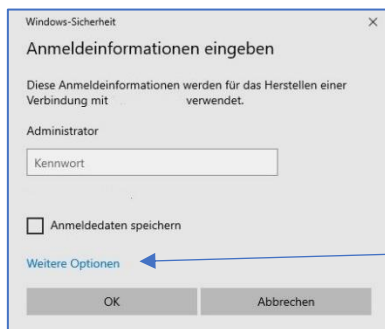 Windows-Sicherheit
Anmeldeinformationen eingeben
Diese Anmeldeinformationen werden für das Herstellen einer
Verbindung mit verwendet.
Administrator
Kennwort
Anmeldedaten speichern
Weitere Optionen
OK Abbrechen